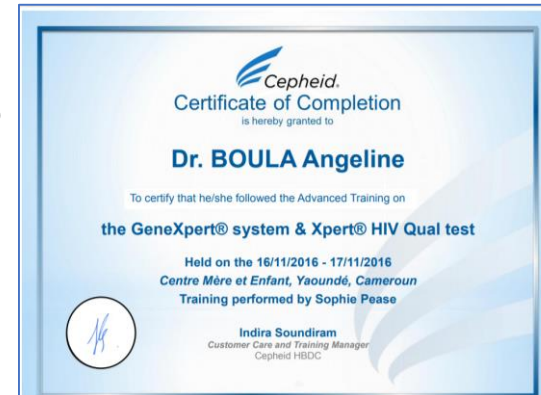 Cepheid.
Certificate of Completion
is hereby granted to
Dr. BOULA Angeline
To certify that he/she followed the Advanced Training on
the GeneXpert® system & Xpert® HIV Qual test
Held on the 16/11/2016 - 17/11/2016
Centre Mère et Enfant, Yaoundé, Cameroun
Training performed by Sophie Pease
Indira Soundiram
Customer Care and Training Manager
Cepheid HBDC